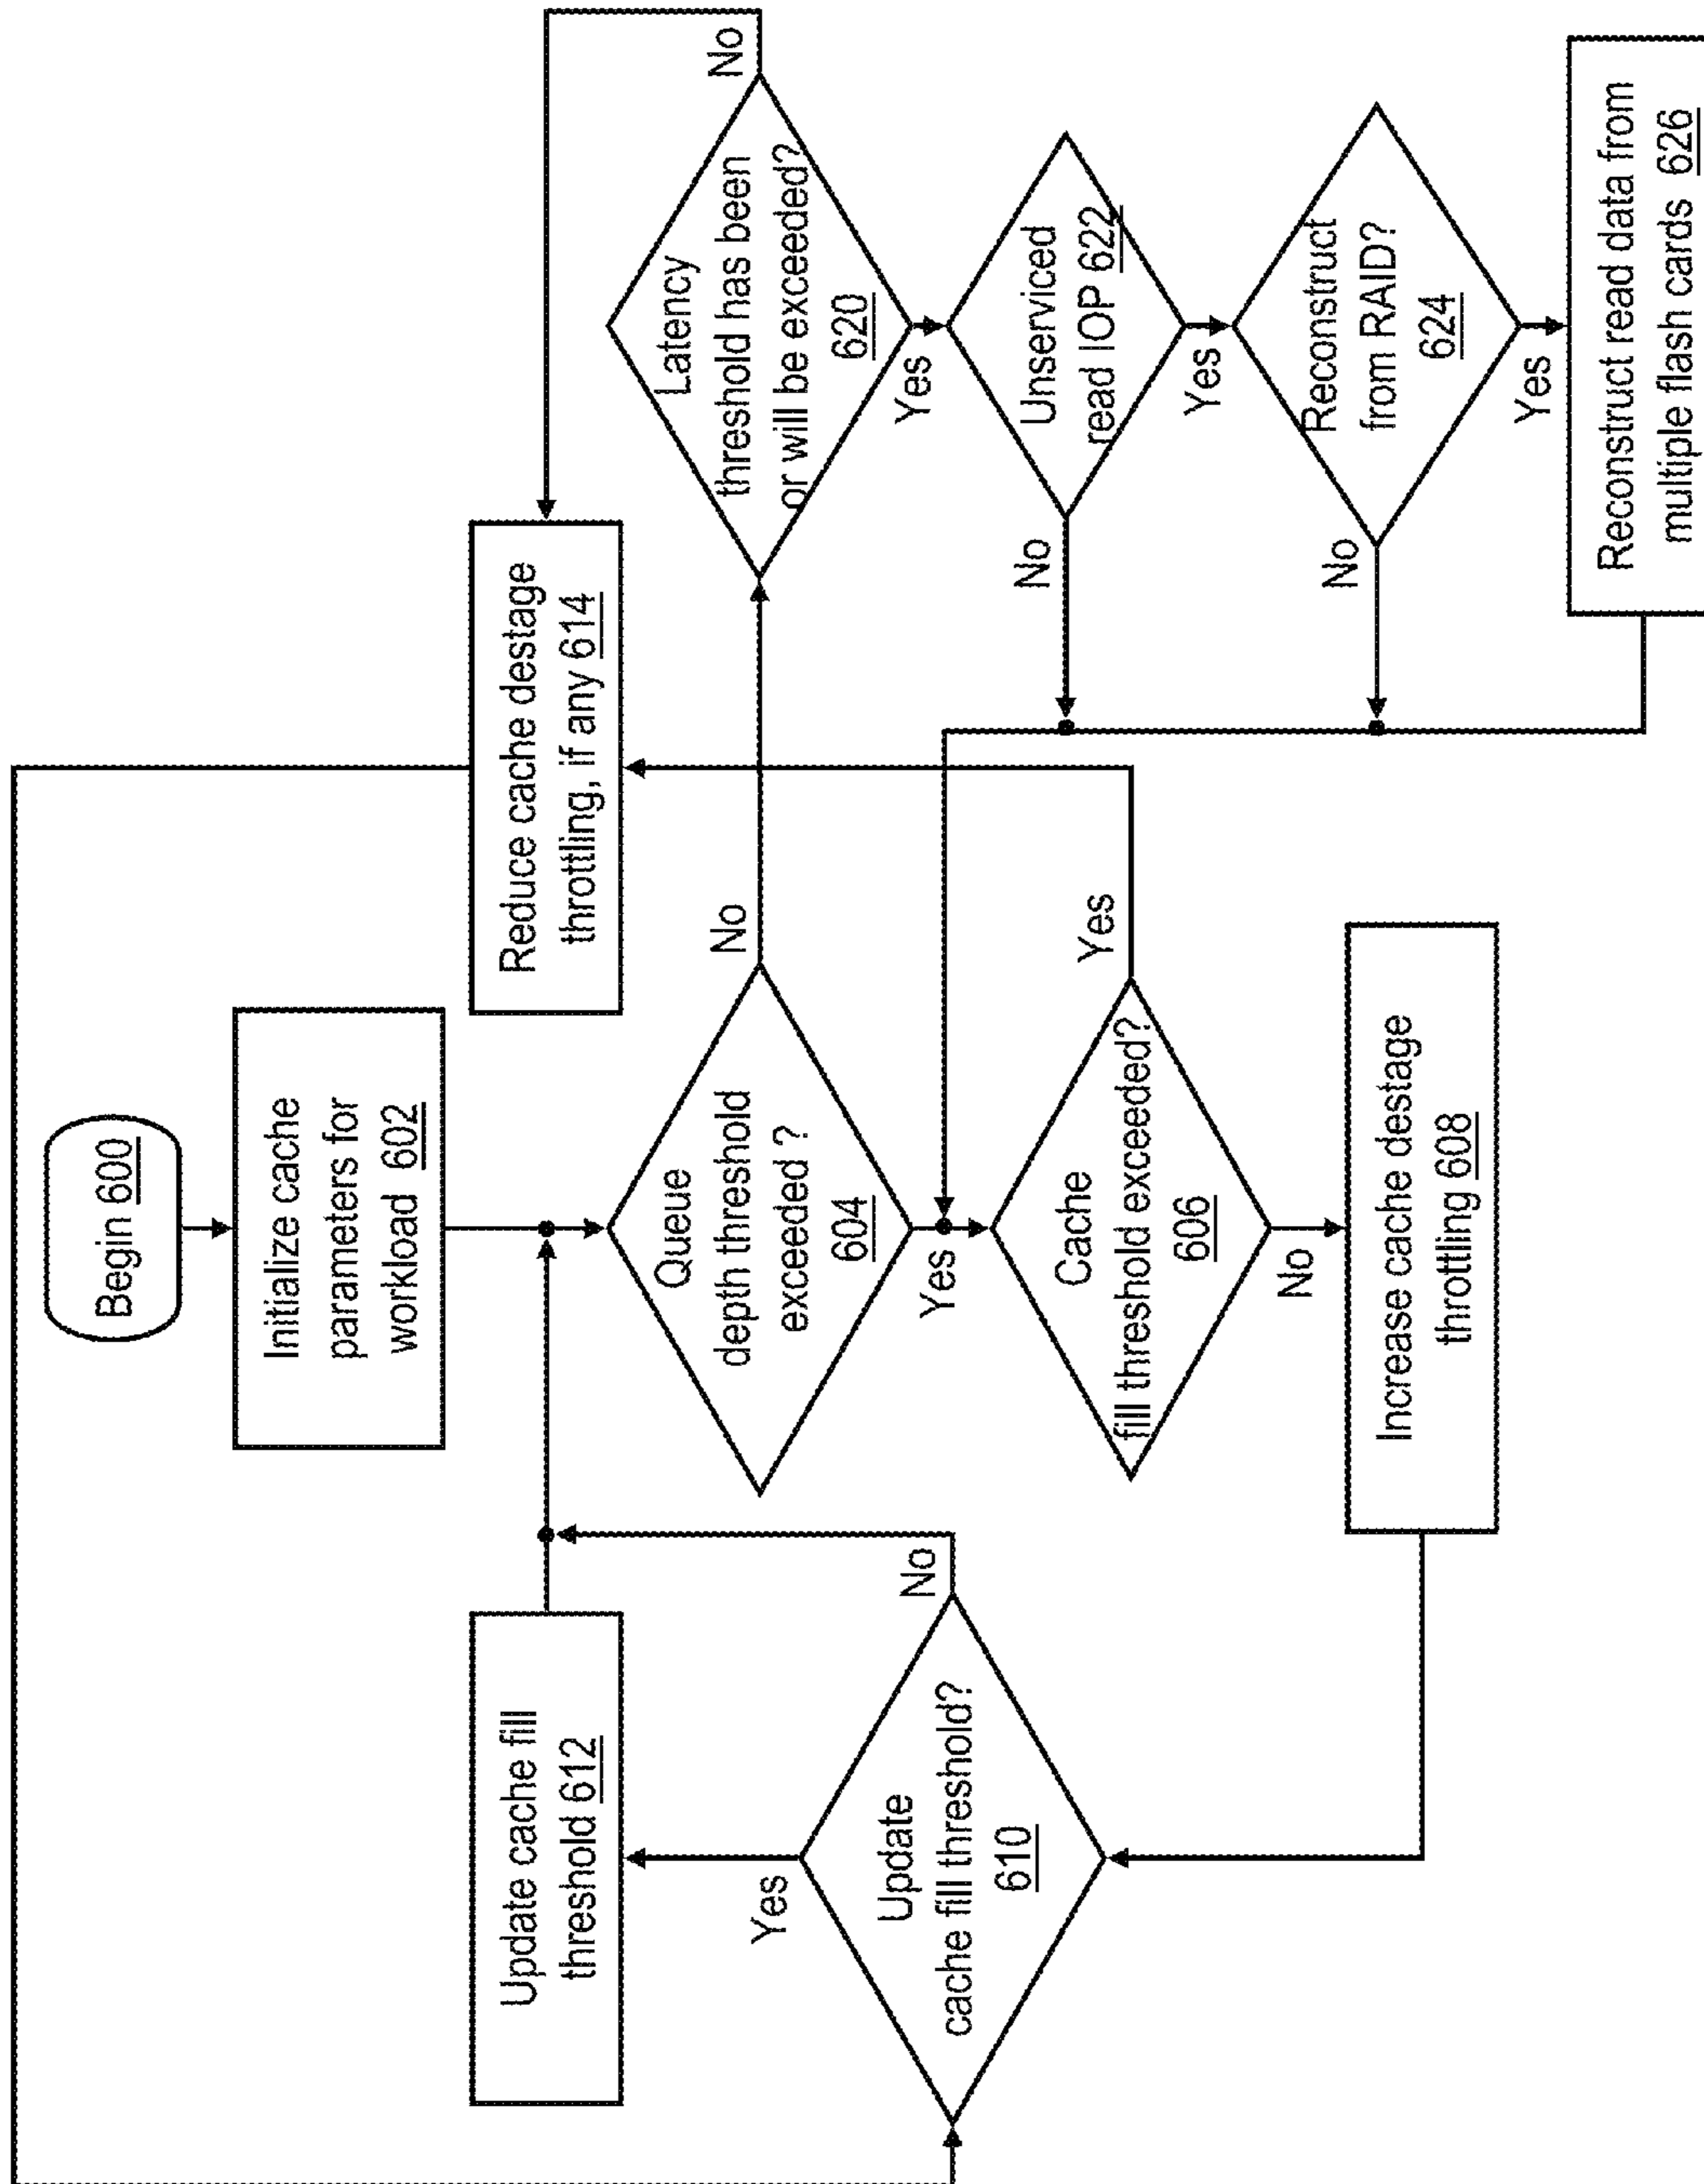 Begin 600
Initialize cache
parameters for
workload 602
Queue
depth threshold
exceeded ?
604
No
Yes
Cache
fill threshold exceeded?
606
Yes
No
Increase cache destage
throttling 608
Update
cache fill threshold?
610
Yes
No
Update cache fill
threshold 612
Reduce cache destage
throttling, if any 614
Latency
threshold has been
or will be exceeded?
620
No
Yes
Unserviced
read IOP 622
No
Yes
Reconstruct
from RAID?
624
No
Yes
Reconstruct read data from
multiple flash cards 626